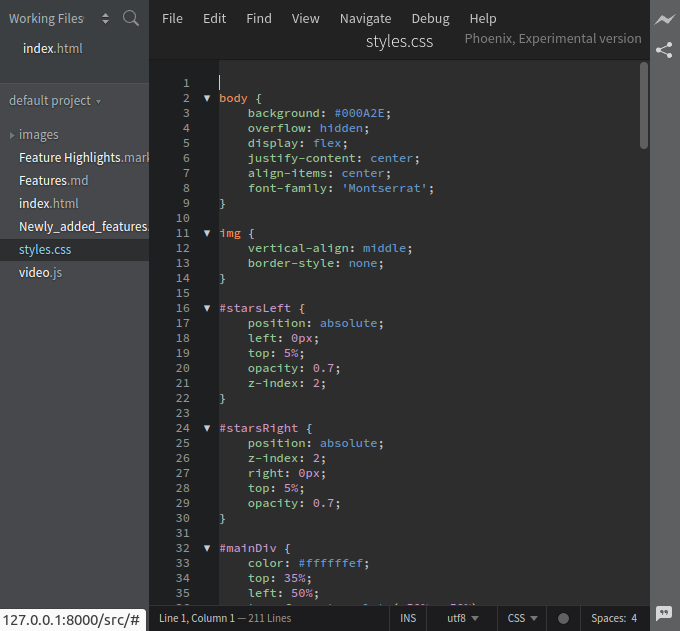 Working Files
index.html
default project
images
Feature Highlights.mark
Features.md
index.html
Newly_added_features.
styles.css
video.js
File Edit Find View Navigate Debug Help
styles.css
Phoenix, Experimental version
1
2 body {
3 background: #000A2E;
4 overflow: hidden;
5 display: flex;
6 justify-content: center;
7 align-items: center;
8 font-family: 'Montserrat';
9 }
10
11 img {
12 vertical-align: middle;
13 border-style: none;
14 }
15
16 #starsLeft {
17 position: absolute;
18 left: 0px;
19 top: 5%;
20 opacity: 0.7;
21 z-index: 2;
22 }
23
24 #starsRight {
25 position: absolute;
26 z-index: 2;
27 right: 0px;
28 top: 5%;
29 opacity: 0.7;
30 }
31
32 #mainDiv {
33 color: #ffffffef;
34 top: 35%;
35 left: 50%;
127.0.0.1:8000/src/#
Line 1, Column 1 — 211 Lines
INS
utf8
CSS
Spaces: 4